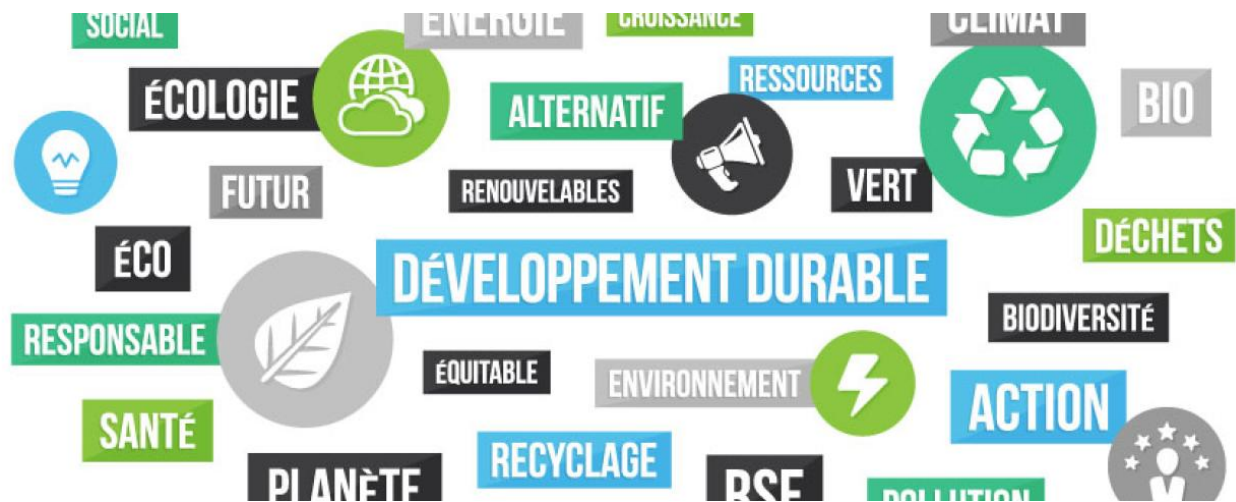 SOCIAL
ÉNERGIE
CROISSANCE
CLIMAT
ÉCOLOGIE
ALTERNATIF
RESSOURCES
BIO
FUTUR
RENOUVELABLES
VERT
DÉCHETS
ÉCO
DÉVELOPPEMENT DURABLE
RESPONSABLE
BIODIVERSITÉ
ÉQUITABLE
ENVIRONNEMENT
ACTION
SANTÉ
RECYCLAGE
PLANÈTE
RSE
POLLUTION